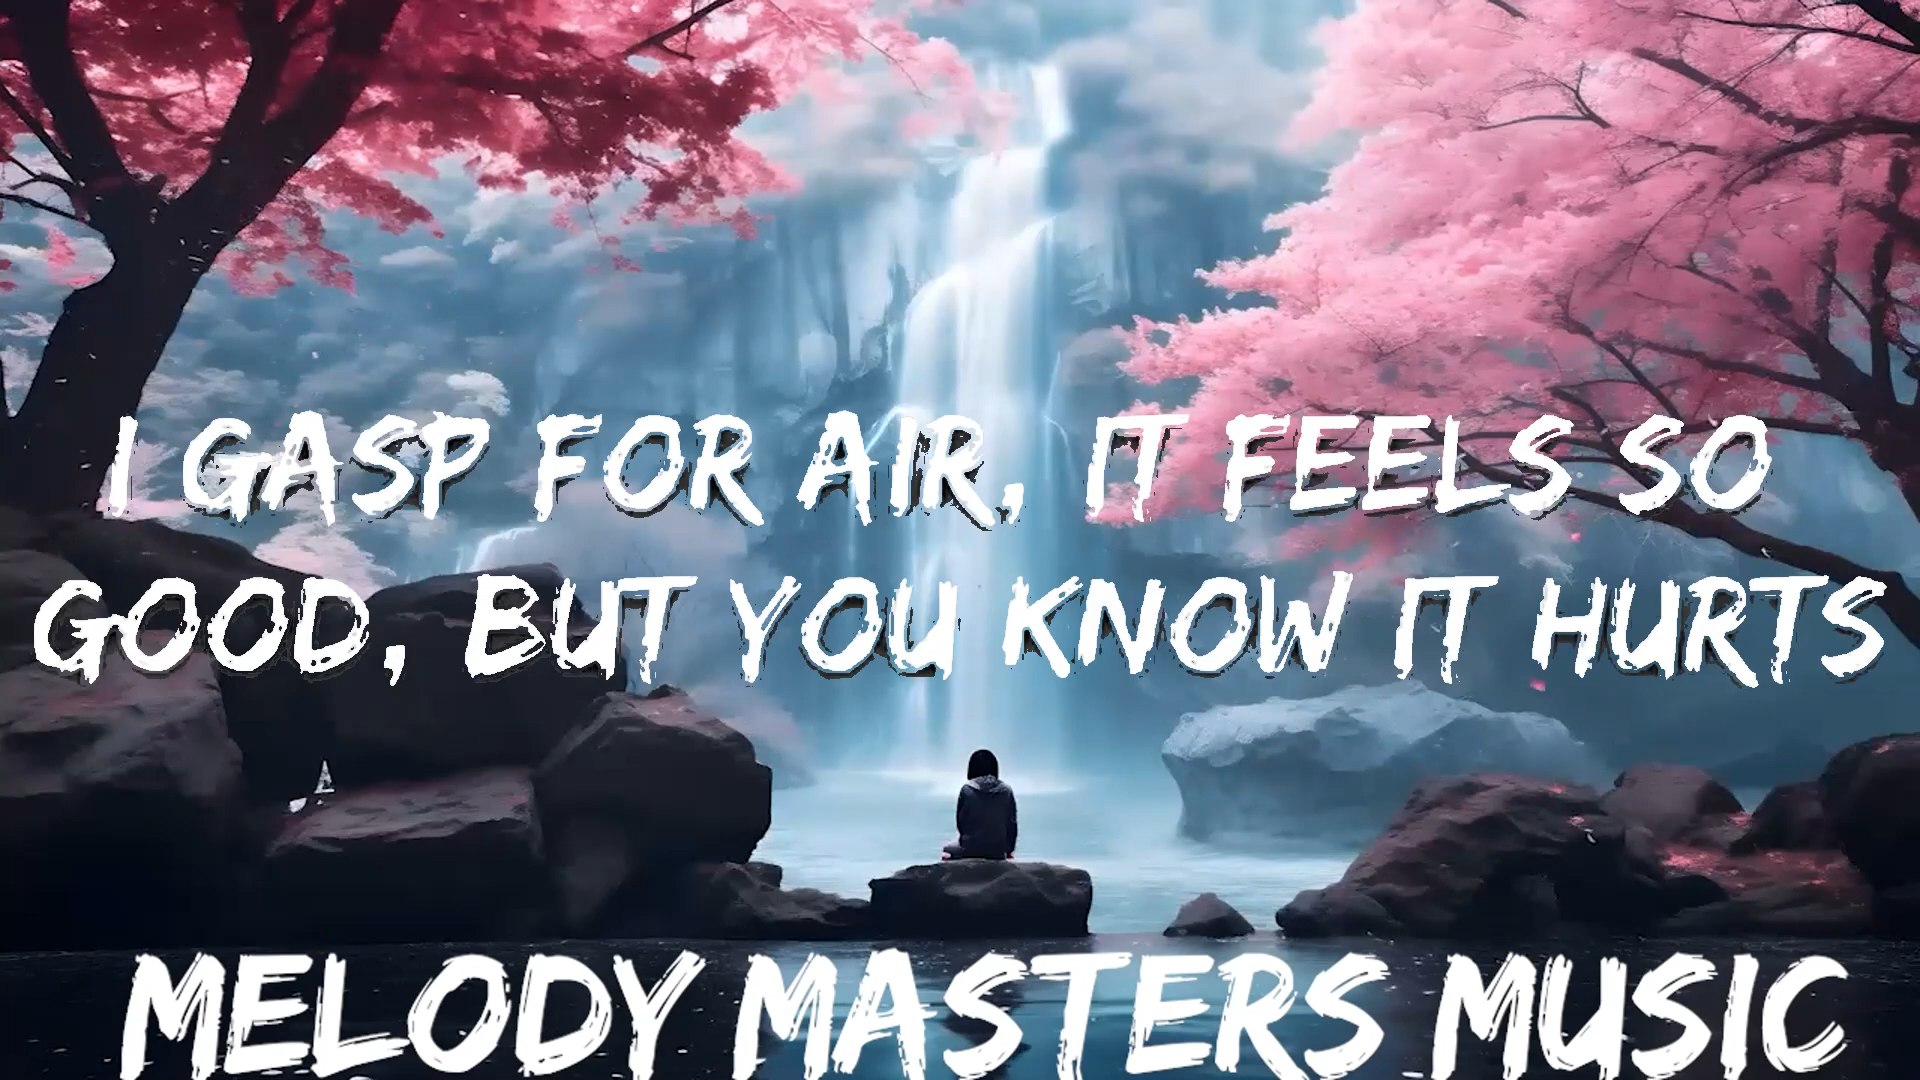 I GASP FOR AIR, IT FEELS SO
GOOD, BUT YOU KNOW IT HURTS
MELODY MASTERS MUSIC